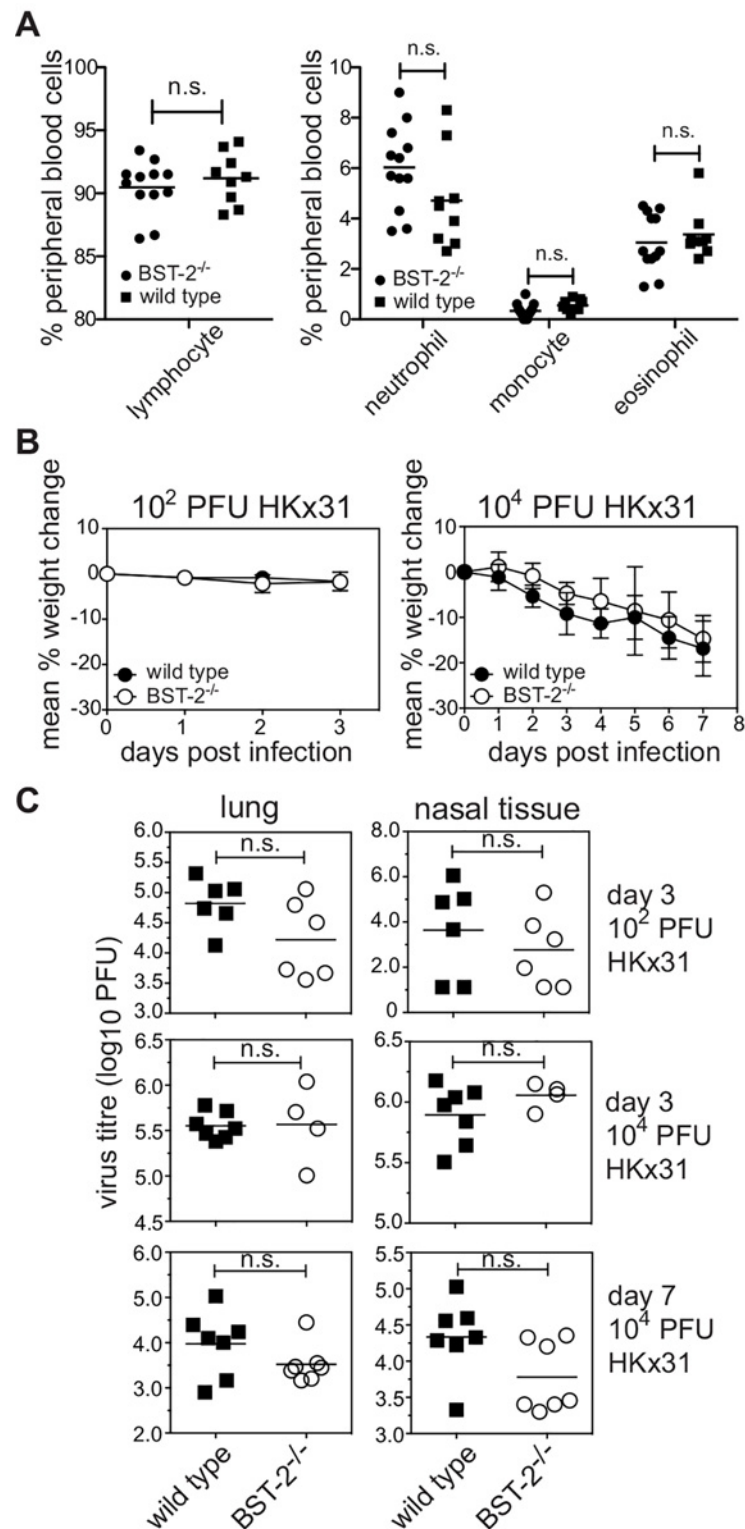 A
% peripheral blood cells
100
95
90
85
80
n.s.
● BST-2-/-
■ wild type
lymphocyte
% peripheral blood cells
10
8
6
4
2
0
n.s.
n.s.
n.s.
● BST-2-/-
■ wild type
neutrophil
monocyte
eosinophil
B
10² PFU HKx31
mean % weight change
10
0
-10
-20
-30
wild type
BST-2-/-
0 1 2 3
days post infection
10⁴ PFU HKx31
mean % weight change
10
0
-10
-20
-30
wild type
BST-2-/-
0 1 2 3 4 5 6 7 8
days post infection
C
lung
nasal tissue
virus titre (log10 PFU)
6.0
5.5
5.0
4.5
4.0
3.5
3.0
n.s.
8.0
6.0
4.0
2.0
0
n.s.
day 3
10² PFU
HKx31
6.5
6.0
5.5
5.0
4.5
n.s.
6.5
6.0
5.5
5.0
n.s.
day 3
10⁴ PFU
HKx31
6.0
5.0
4.0
3.0
2.0
n.s.
5.5
5.0
4.5
4.0
3.5
3.0
n.s.
day 7
10⁴ PFU
HKx31
wild type
BST-2-/-
wild type
BST-2-/-